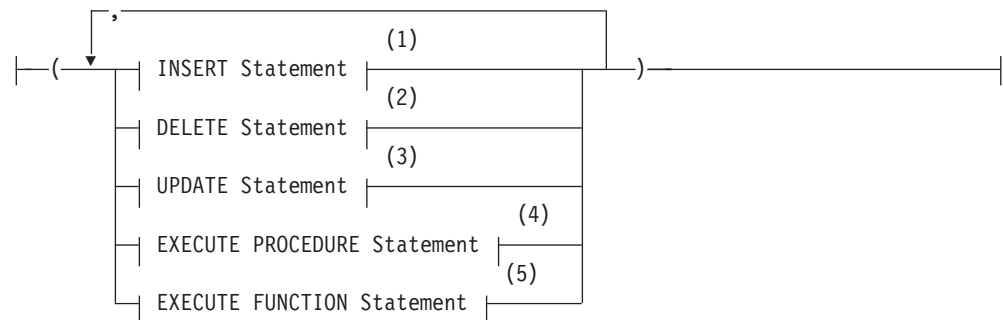 ,
(1)
( INSERT Statement )
(2)
DELETE Statement
(3)
UPDATE Statement
(4)
EXECUTE PROCEDURE Statement
(5)
EXECUTE FUNCTION Statement